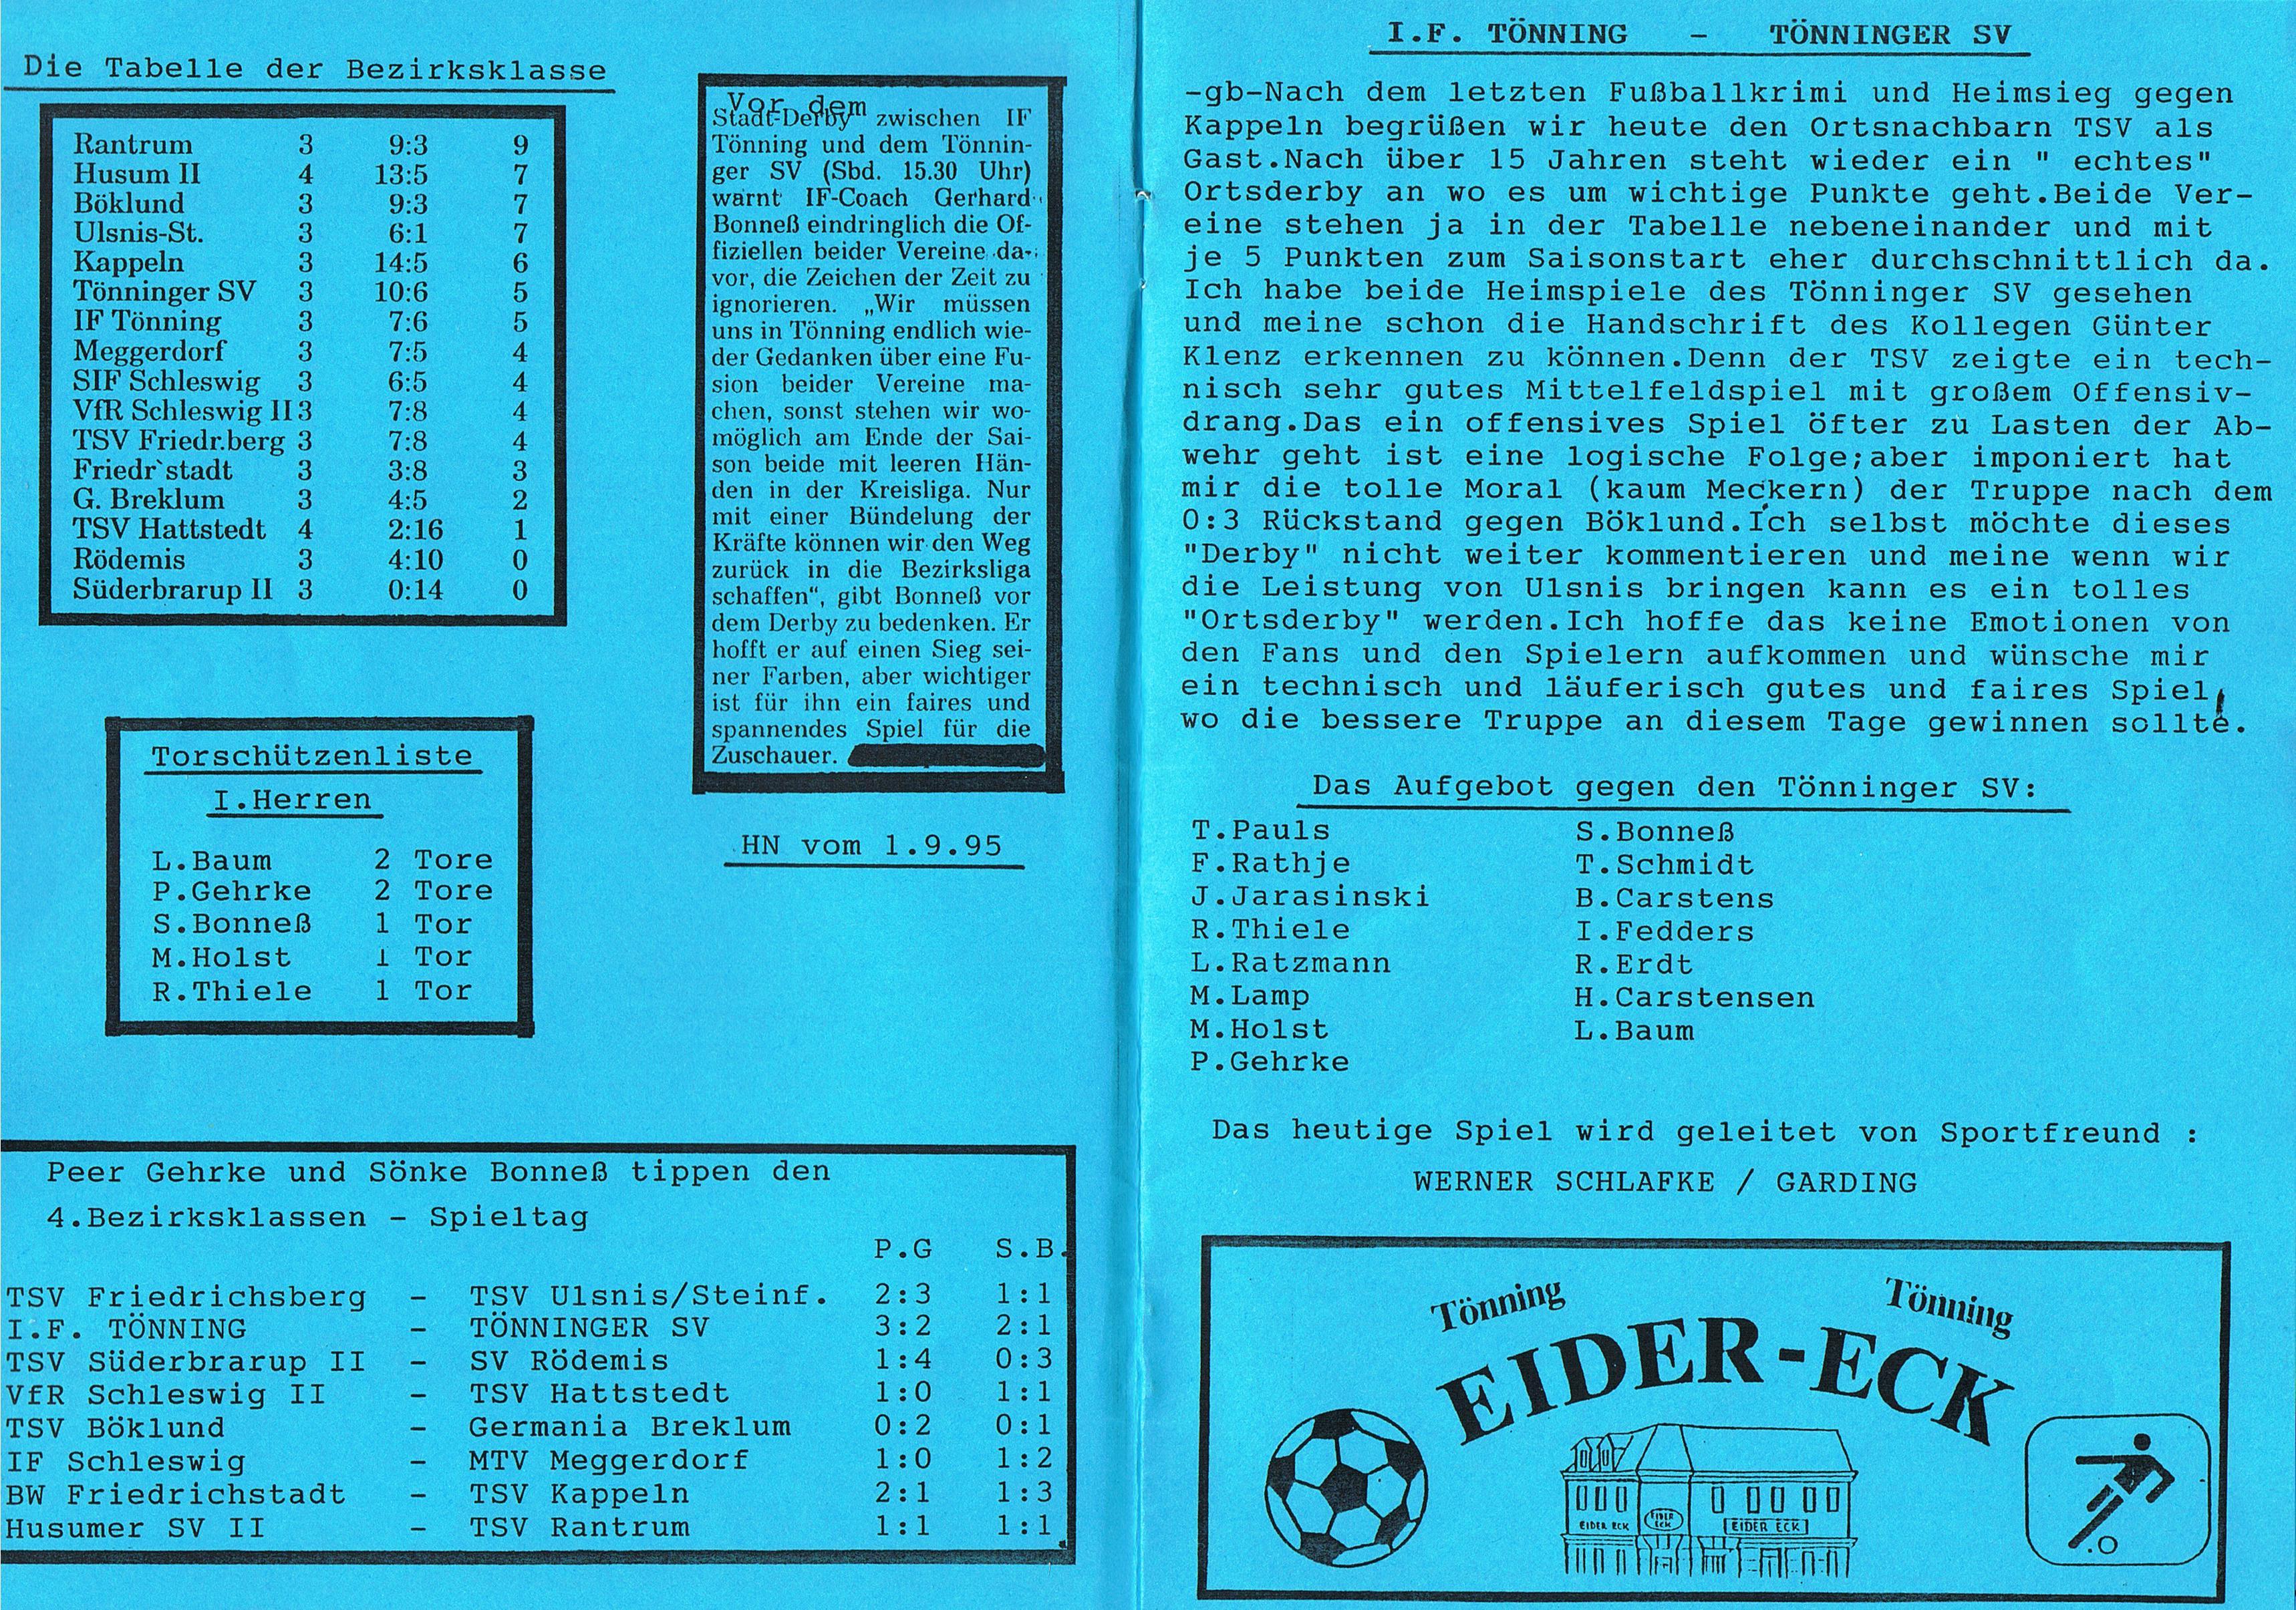 Die Tabelle der Bezirksklasse
Rantrum 3 9:3 9
Husum II 4 13:5 7
Böklund 3 9:3 7
Ulsnis-St. 3 6:1 7
Kappeln 3 14:5 6
Tönninger SV 3 10:6 5
IF Tönning 3 7:6 5
Meggerdorf 3 7:5 4
SIF Schleswig 3 6:5 4
VfR Schleswig II 3 7:8 4
TSV Friedr.berg 3 7:8 4
Friedr`stadt 3 3:8 3
G. Breklum 3 4:5 2
TSV Hattstedt 4 2:16 1
Rödemis 3 4:10 0
Süderbrarup II 3 0:14 0
Torschützenliste
I.Herren
L.Baum 2 Tore
P.Gehrke 2 Tore
S.Bonneß 1 Tor
M.Holst 1 Tor
R.Thiele 1 Tor
Vor dem
Stadt-Derby zwischen IF
Tönning und dem Tönnin-
ger SV (Sbd. 15.30 Uhr)
warnt IF-Coach Gerhard
Bonneß eindringlich die Of-
fiziellen beider Vereine da-
vor, die Zeichen der Zeit zu
ignorieren. „Wir müssen
uns in Tönning endlich wie-
der Gedanken über eine Fu-
sion beider Vereine ma-
chen, sonst stehen wir wo-
möglich am Ende der Sai-
son beide mit leeren Hän-
den in der Kreisliga. Nur
mit einer Bündelung der
Kräfte können wir den Weg
zurück in die Bezirksliga
schaffen“, gibt Bonneß vor
dem Derby zu bedenken. Er
hofft er auf einen Sieg sei-
ner Farben, aber wichtiger
ist für ihn ein faires und
spannendes Spiel für die
Zuschauer.
HN vom 1.9.95
Peer Gehrke und Sönke Bonneß tippen den
4.Bezirksklassen - Spieltag
P.G S.B.
TSV Friedrichsberg - TSV Ulsnis/Steinf. 2:3 1:1
I.F. TÖNNING - TÖNNINGER SV 3:2 2:1
TSV Süderbrarup II - SV Rödemis 1:4 0:3
VfR Schleswig II - TSV Hattstedt 1:0 1:1
TSV Böklund - Germania Breklum 0:2 0:1
IF Schleswig - MTV Meggerdorf 1:0 1:2
BW Friedrichstadt - TSV Kappeln 2:1 1:3
Husumer SV II - TSV Rantrum 1:1 1:1
I.F. TÖNNING - TÖNNINGER SV
-gb-Nach dem letzten Fußballkrimi und Heimsieg gegen
Kappeln begrüßen wir heute den Ortsnachbarn TSV als
Gast.Nach über 15 Jahren steht wieder ein " echtes"
Ortsderby an wo es um wichtige Punkte geht.Beide Ver-
eine stehen ja in der Tabelle nebeneinander und mit
je 5 Punkten zum Saisonstart eher durchschnittlich da.
Ich habe beide Heimspiele des Tönninger SV gesehen
und meine schon die Handschrift des Kollegen Günter
Klenz erkennen zu können.Denn der TSV zeigte ein tech-
nisch sehr gutes Mittelfeldspiel mit großem Offensiv-
drang.Das ein offensives Spiel öfter zu Lasten der Ab-
wehr geht ist eine logische Folge;aber imponiert hat
mir die tolle Moral (kaum Meckern) der Truppe nach dem
0:3 Rückstand gegen Böklund.Ich selbst möchte dieses
"Derby" nicht weiter kommentieren und meine wenn wir
die Leistung von Ulsnis bringen kann es ein tolles
"Ortsderby" werden.Ich hoffe das keine Emotionen von
den Fans und den Spielern aufkommen und wünsche mir
ein technisch und läuferisch gutes und faires Spiel,
wo die bessere Truppe an diesem Tage gewinnen sollte.
Das Aufgebot gegen den Tönninger SV:
T.Pauls S.Bonneß
F.Rathje T.Schmidt
J.Jarasinski B.Carstens
R.Thiele I.Fedders
L.Ratzmann R.Erdt
M.Lamp H.Carstensen
M.Holst L.Baum
P.Gehrke
Das heutige Spiel wird geleitet von Sportfreund :
WERNER SCHLAFKE / GARDING
Tönning Tönning
EIDER-ECK
EIDER ECK EIDER ECK EIDER ECK